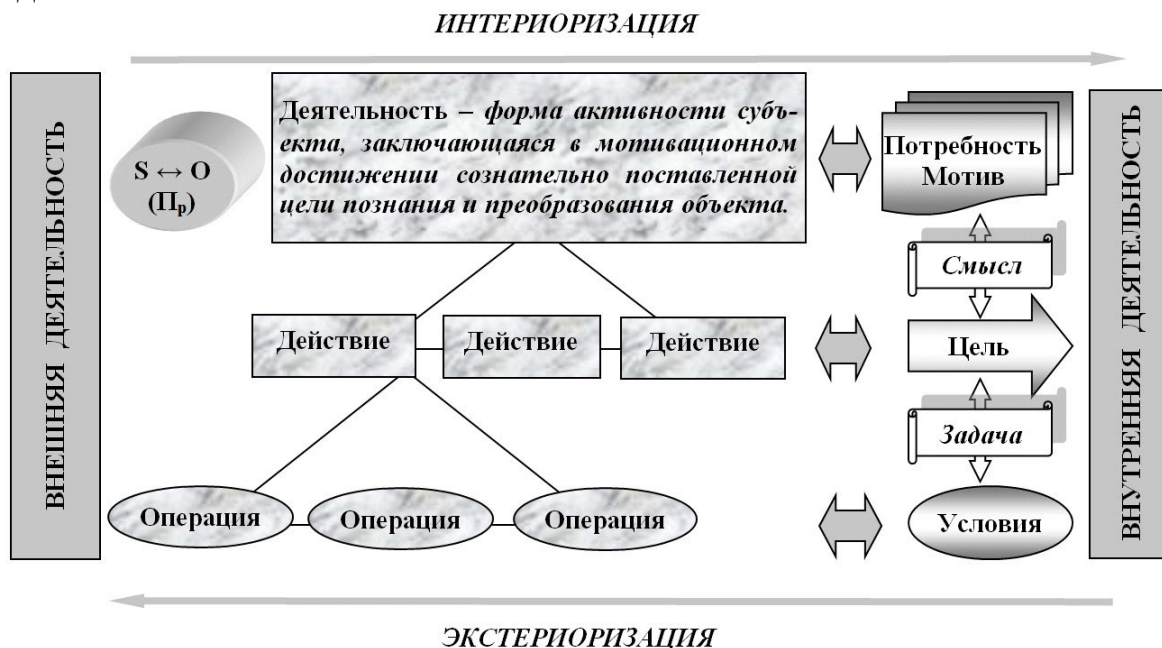 ИНТЕРИОРИЗАЦИЯ
ВНЕШНЯЯ ДЕЯТЕЛЬНОСТЬ
S ↔ O
(Пр)
Деятельность – форма активности субъ-
екта, заключающаяся в мотивационном
достижении сознательно поставленной
цели познания и преобразования объекта.
Потребность
Мотив
Смысл
Действие
Действие
Действие
Цель
Задача
Операция
Операция
Операция
Условия
ВНУТРЕННЯЯ ДЕЯТЕЛЬНОСТЬ
ЭКСТЕРИОРИЗАЦИЯ